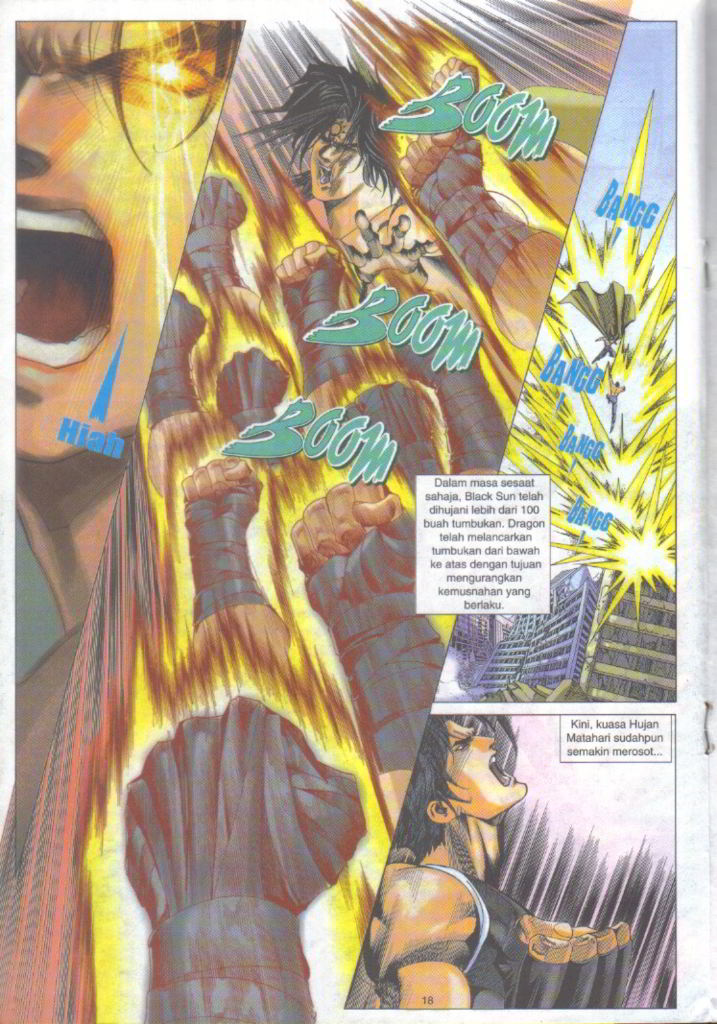 BOOM
BOOM
BOOM
BANGG
!
BANGG
!
BANGG
!
BANGG
!
Hiah
Dalam masa sesaat
sahaja, Black Sun telah
dihujani lebih dari 100
buah tumbukan. Dragon
telah melancarkan
tumbukan dari bawah
ke atas dengan tujuan
mengurangkan
kemusnahan yang
berlaku.
Kini, kuasa Hujan
Matahari sudahpun
semakin merosot...
18